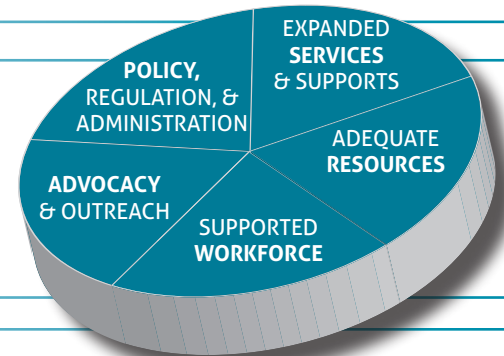 EXPANDED
SERVICES
& SUPPORTS
POLICY,
REGULATION, &
ADMINISTRATION
ADEQUATE
RESOURCES
ADVOCACY
& OUTREACH
SUPPORTED
WORKFORCE